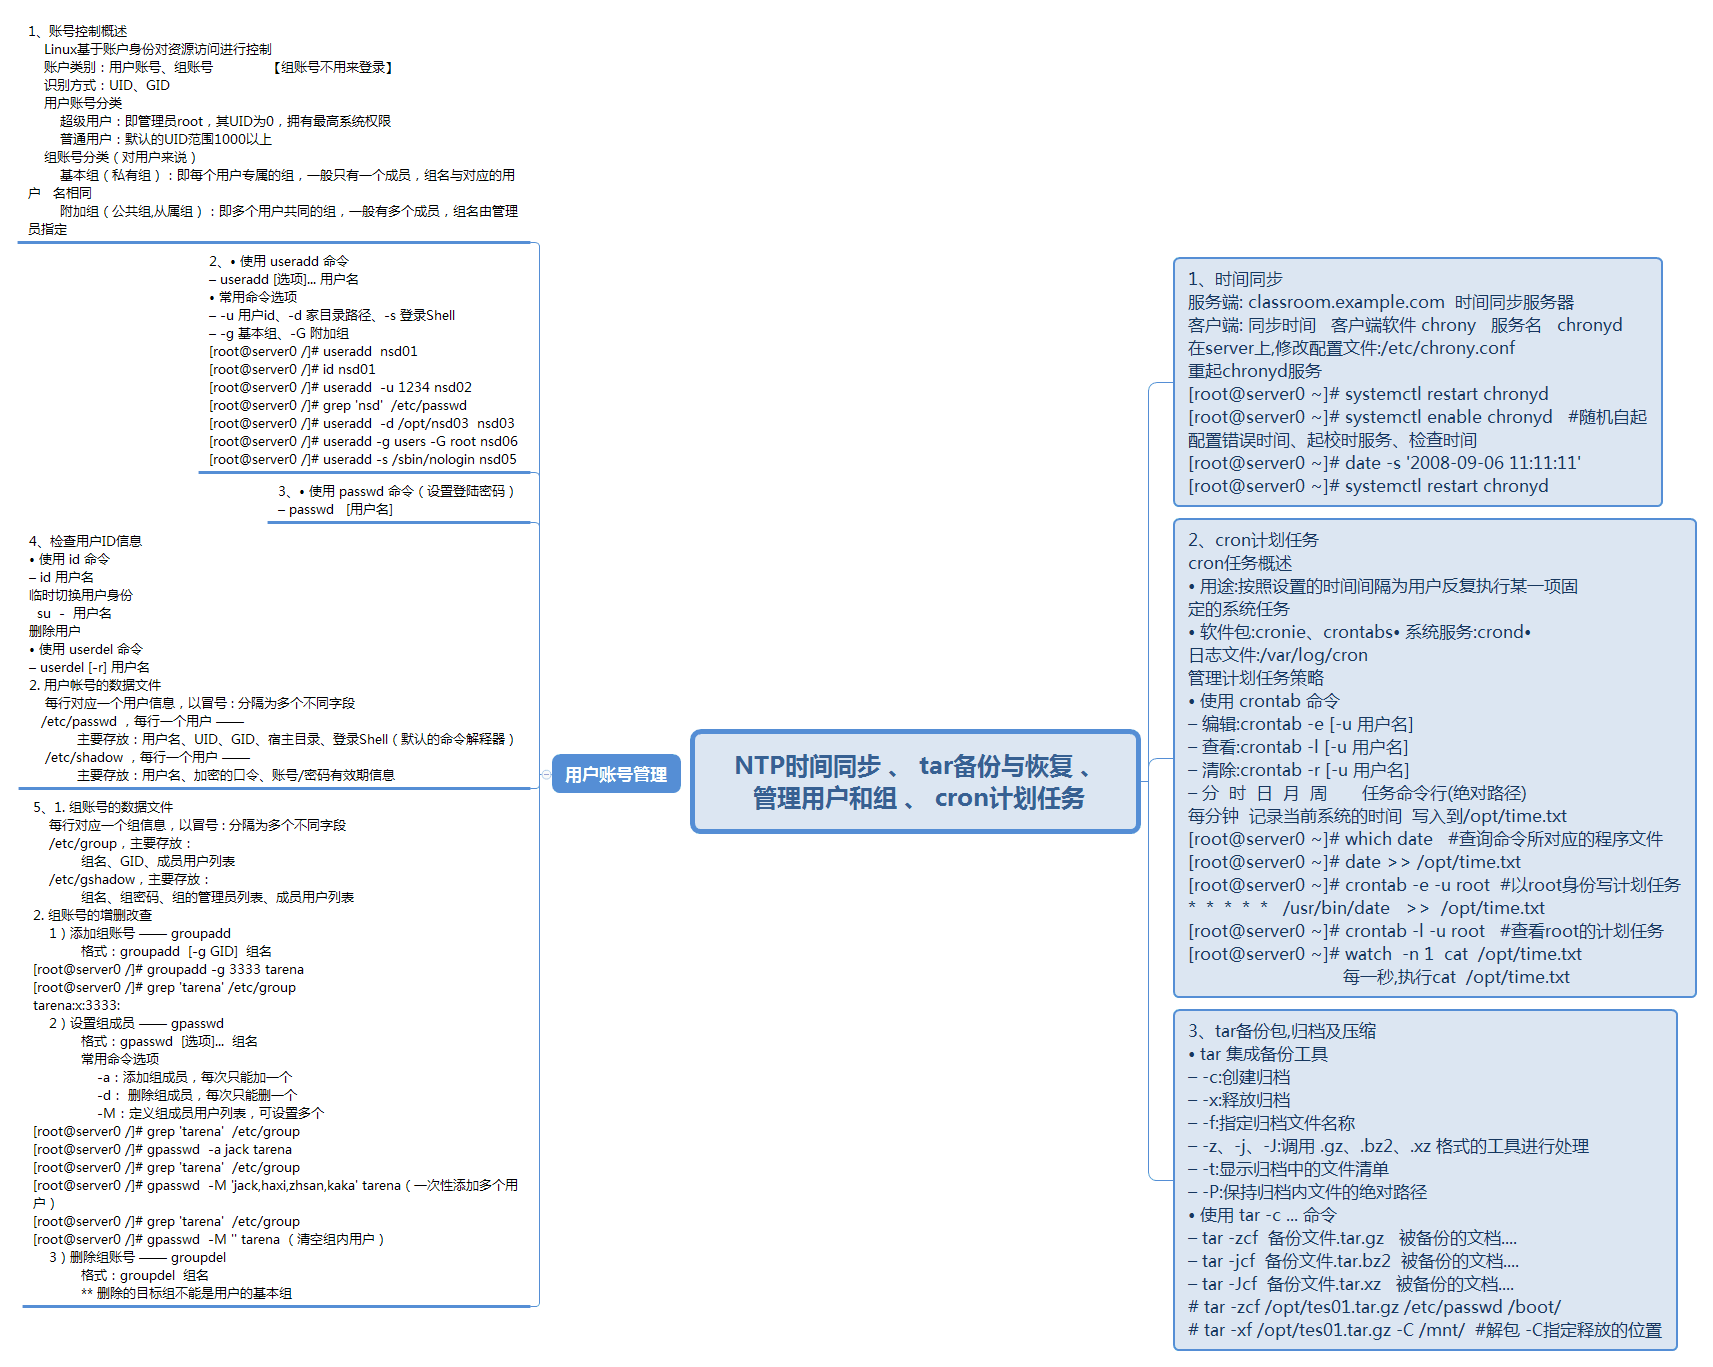 1、账号控制概述
Linux基于账户身份对资源访问进行控制
账户类别：用户账号、组账号 【组账号不用来登录】
识别方式：UID、GID
用户账号分类
超级用户：即管理员root，其UID为0，拥有最高系统权限
普通用户：默认的UID范围1000以上
组账号分类（对用户来说）
基本组（私有组）：即每个用户专属的组，一般只有一个成员，组名与对应的用
户 名相同
附加组（公共组,从属组）：即多个用户共同的组，一般有多个成员，组名由管理
员指定
2、• 使用 useradd 命令
– useradd [选项]... 用户名
• 常用命令选项
– -u 用户id、-d 家目录路径、-s 登录Shell
– -g 基本组、-G 附加组
[root@server0 /]# useradd  nsd01
[root@server0 /]# id nsd01
[root@server0 /]# useradd  -u 1234 nsd02
[root@server0 /]# grep 'nsd'  /etc/passwd
[root@server0 /]# useradd  -d /opt/nsd03  nsd03
[root@server0 /]# useradd -g users -G root nsd06
[root@server0 /]# useradd -s /sbin/nologin nsd05
3、• 使用 passwd 命令（设置登陆密码）
– passwd   [用户名]
4、检查用户ID信息
• 使用 id 命令
– id 用户名
临时切换用户身份
su  -  用户名
删除用户
• 使用 userdel 命令
– userdel [-r] 用户名
2. 用户帐号的数据文件
每行对应一个用户信息，以冒号 : 分隔为多个不同字段
/etc/passwd ，每行一个用户 ——
主要存放：用户名、UID、GID、宿主目录、登录Shell（默认的命令解释器）
/etc/shadow ，每行一个用户 ——
主要存放：用户名、加密的口令、账号/密码有效期信息
5、1. 组账号的数据文件
每行对应一个组信息，以冒号 : 分隔为多个不同字段
/etc/group，主要存放：
组名、GID、成员用户列表
/etc/gshadow，主要存放：
组名、组密码、组的管理员列表、成员用户列表
2. 组账号的增删改查
1）添加组账号 —— groupadd
格式：groupadd  [-g GID]  组名
[root@server0 /]# groupadd -g 3333 tarena
[root@server0 /]# grep 'tarena' /etc/group
tarena:x:3333:
2）设置组成员 —— gpasswd
格式：gpasswd  [选项]...  组名
常用命令选项
-a：添加组成员，每次只能加一个
-d： 删除组成员，每次只能删一个
-M：定义组成员用户列表，可设置多个
[root@server0 /]# grep 'tarena'  /etc/group
[root@server0 /]# gpasswd  -a jack tarena
[root@server0 /]# grep 'tarena'  /etc/group
[root@server0 /]# gpasswd  -M 'jack,haxi,zhsan,kaka' tarena（一次性添加多个用
户）
[root@server0 /]# grep 'tarena'  /etc/group
[root@server0 /]# gpasswd  -M '' tarena （清空组内用户）
3）删除组账号 —— groupdel
格式：groupdel  组名
** 删除的目标组不能是用户的基本组
用户账号管理
NTP时间同步 、 tar备份与恢复 、
管理用户和组 、 cron计划任务
1、时间同步
服务端: classroom.example.com  时间同步服务器
客户端: 同步时间   客户端软件 chrony   服务名   chronyd
在server上,修改配置文件:/etc/chrony.conf
重起chronyd服务
[root@server0 ~]# systemctl restart chronyd
[root@server0 ~]# systemctl enable chronyd   #随机自起
配置错误时间、起校时服务、检查时间
[root@server0 ~]# date -s '2008-09-06 11:11:11'
[root@server0 ~]# systemctl restart chronyd
2、cron计划任务
cron任务概述
• 用途:按照设置的时间间隔为用户反复执行某一项固
定的系统任务
• 软件包:cronie、crontabs• 系统服务:crond•
日志文件:/var/log/cron
管理计划任务策略
• 使用 crontab 命令
– 编辑:crontab -e [-u 用户名]
– 查看:crontab -l [-u 用户名]
– 清除:crontab -r [-u 用户名]
– 分  时  日  月  周       任务命令行(绝对路径)
每分钟  记录当前系统的时间  写入到/opt/time.txt
[root@server0 ~]# which date   #查询命令所对应的程序文件
[root@server0 ~]# date >> /opt/time.txt
[root@server0 ~]# crontab -e -u root  #以root身份写计划任务
*  *  *  *  *   /usr/bin/date   >>  /opt/time.txt
[root@server0 ~]# crontab -l -u root   #查看root的计划任务
[root@server0 ~]# watch  -n 1  cat  /opt/time.txt
每一秒,执行cat  /opt/time.txt
3、tar备份包,归档及压缩
• tar 集成备份工具
– -c:创建归档
– -x:释放归档
– -f:指定归档文件名称
– -z、-j、-J:调用 .gz、.bz2、.xz 格式的工具进行处理
– -t:显示归档中的文件清单
– -P:保持归档内文件的绝对路径
• 使用 tar -c ... 命令
– tar -zcf  备份文件.tar.gz   被备份的文档....
– tar -jcf  备份文件.tar.bz2  被备份的文档....
– tar -Jcf  备份文件.tar.xz   被备份的文档....
# tar -zcf /opt/tes01.tar.gz /etc/passwd /boot/
# tar -xf /opt/tes01.tar.gz -C /mnt/  #解包 -C指定释放的位置